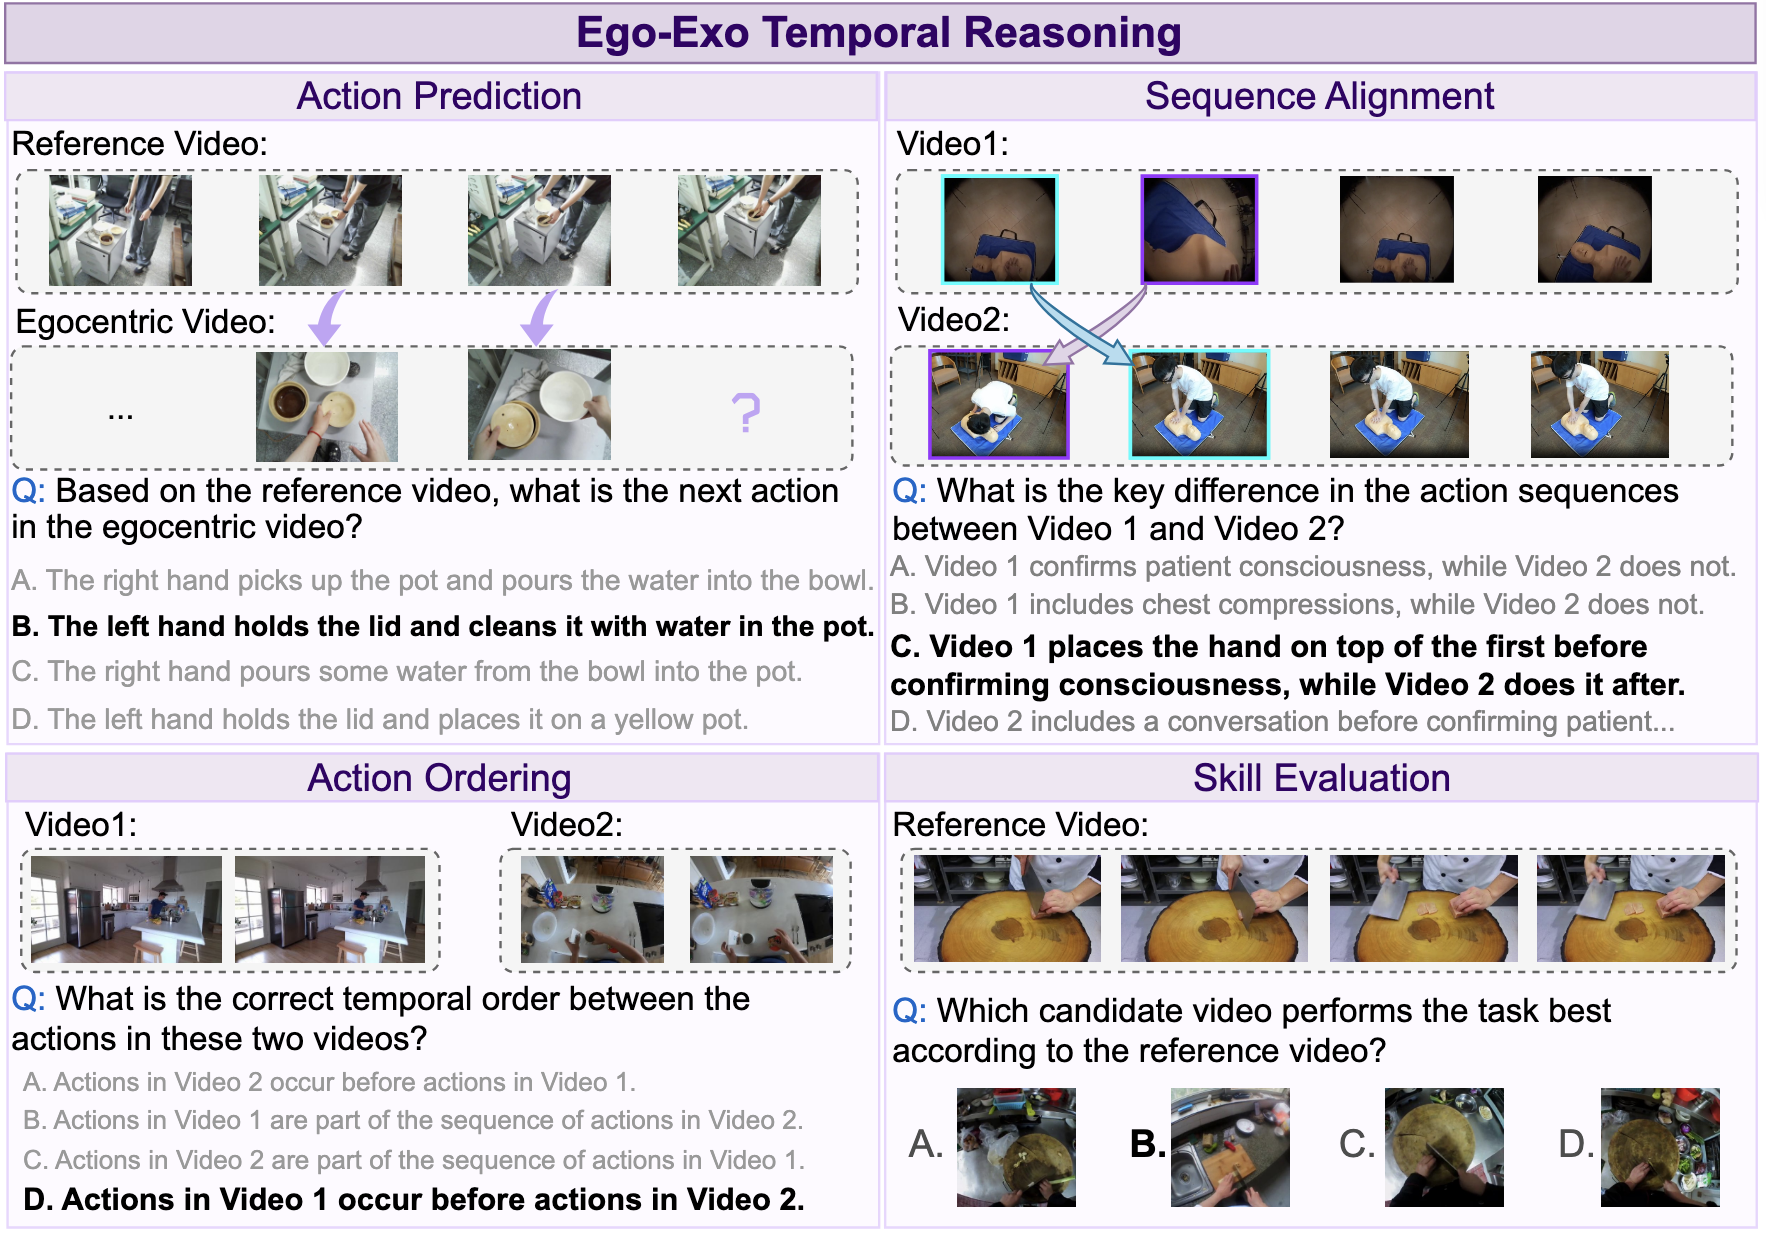 Ego-Exo Temporal Reasoning
Action Prediction
Reference Video:
Egocentric Video:
...
?
Q: Based on the reference video, what is the next action
in the egocentric video?
A. The right hand picks up the pot and pours the water into the bowl.
B. The left hand holds the lid and cleans it with water in the pot.
C. The right hand pours some water from the bowl into the pot.
D. The left hand holds the lid and places it on a yellow pot.
Sequence Alignment
Video1:
Video2:
Q: What is the key difference in the action sequences
between Video 1 and Video 2?
A. Video 1 confirms patient consciousness, while Video 2 does not.
B. Video 1 includes chest compressions, while Video 2 does not.
C. Video 1 places the hand on top of the first before
confirming consciousness, while Video 2 does it after.
D. Video 2 includes a conversation before confirming patient...
Action Ordering
Video1:
Video2:
Q: What is the correct temporal order between the
actions in these two videos?
A. Actions in Video 2 occur before actions in Video 1.
B. Actions in Video 1 are part of the sequence of actions in Video 2.
C. Actions in Video 2 are part of the sequence of actions in Video 1.
D. Actions in Video 1 occur before actions in Video 2.
Skill Evaluation
Reference Video:
Q: Which candidate video performs the task best
according to the reference video?
A.
B.
C.
D.